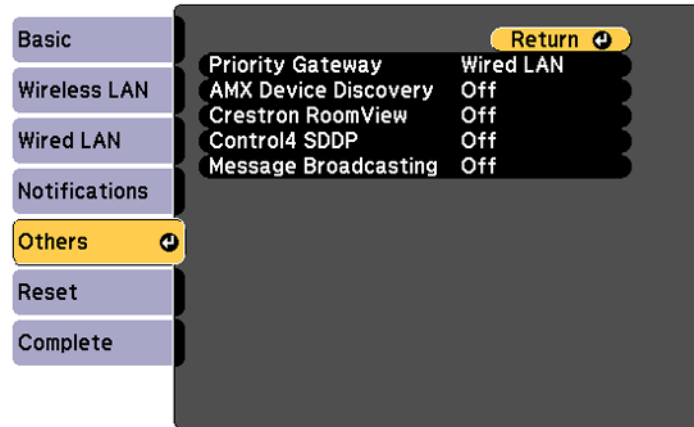 Basic
Wireless LAN
Wired LAN
Notifications
Others
Reset
Complete
Return
Priority Gateway Wired LAN
AMX Device Discovery Off
Crestron RoomView Off
Control4 SDDP Off
Message Broadcasting Off